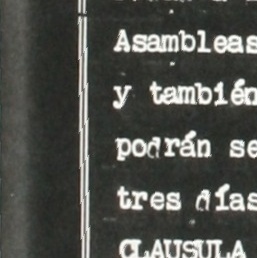 Asambleas
y también
podrán se
tres días
CLAUSULA